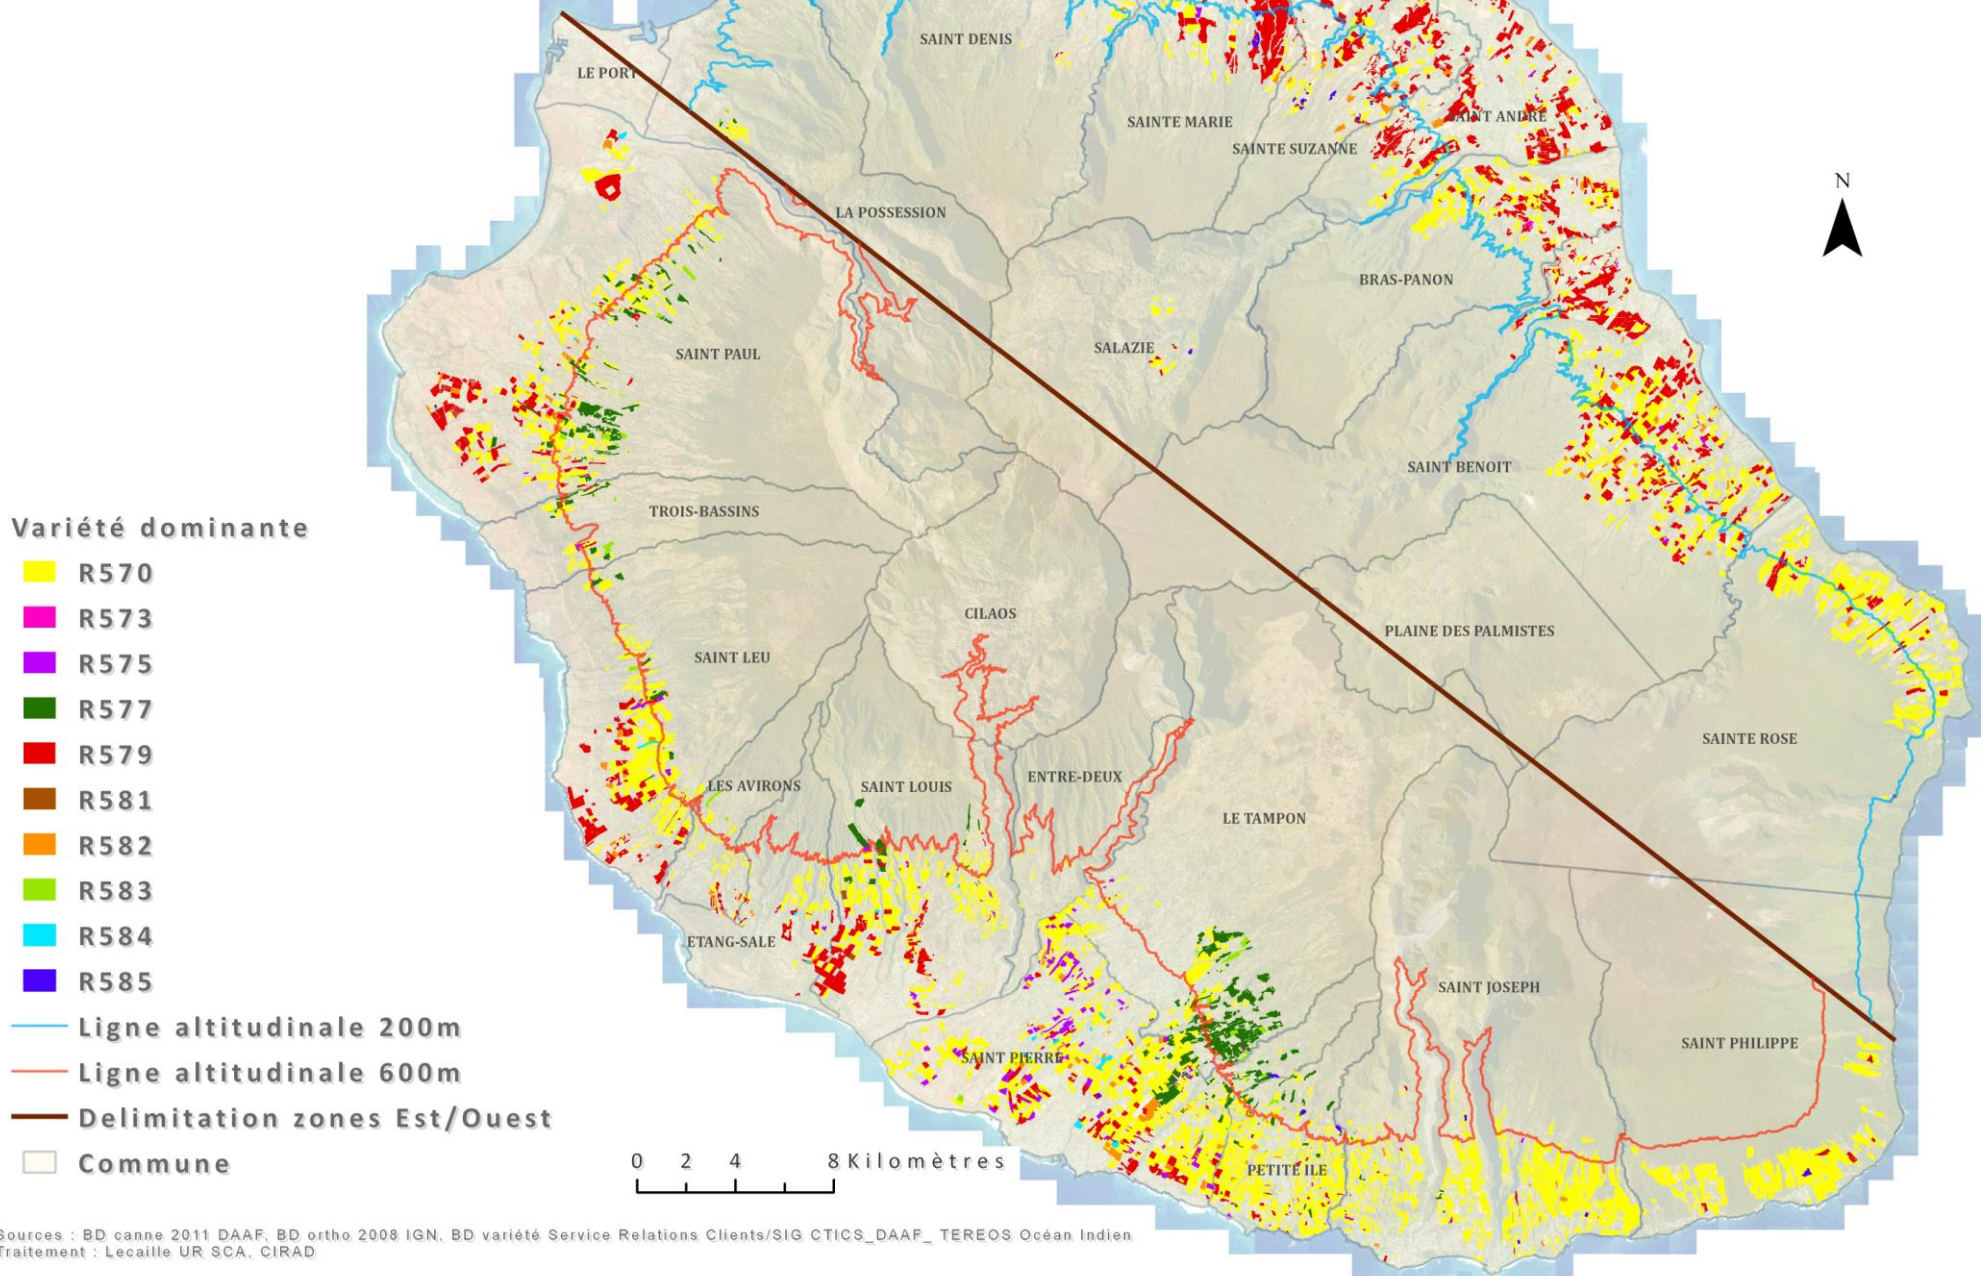 SAINT DENIS
LE PORT
SAINTE MARIE
SAINT ANDRE
SAINTE SUZANNE
N
LA POSSESSION
BRAS-PANON
SAINT PAUL
SALAZIE
SAINT BENOIT
TROIS-BASSINS
CILAOS
PLAINE DES PALMISTES
SAINT LEU
SAINTE ROSE
LES AVIRONS
SAINT LOUIS
ENTRE-DEUX
LE TAMPON
ETANG-SALE
SAINT JOSEPH
SAINT PIERRE
SAINT PHILIPPE
PETITE ILE
Variété dominante
R570
R573
R575
R577
R579
R581
R582
R583
R584
R585
Ligne altitudinale 200m
Ligne altitudinale 600m
Delimitation zones Est/Ouest
Commune
0 2 4 8 Kilomètres
Sources : BD canne 2011 DAAF, BD ortho 2008 IGN, BD variété Service Relations Clients/SIG CTICS_DAAF_ TEREOS Océan Indien
Traitement : Lecaille UR SCA, CIRAD